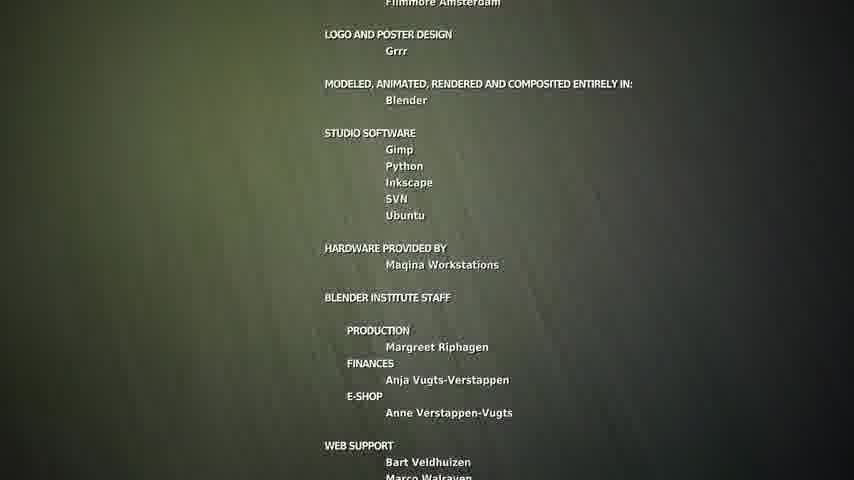 Filmmore Amsterdam
LOGO AND POSTER DESIGN
Grrr
MODELED, ANIMATED, RENDERED AND COMPOSITED ENTIRELY IN:
Blender
STUDIO SOFTWARE
Gimp
Python
Inkscape
SVN
Ubuntu
HARDWARE PROVIDED BY
Maqina Workstations
BLENDER INSTITUTE STAFF
PRODUCTION
Margreet Riphagen
FINANCES
Anja Vugts-Verstappen
E-SHOP
Anne Verstappen-Vugts
WEB SUPPORT
Bart Veldhuizen
Marco Walraven